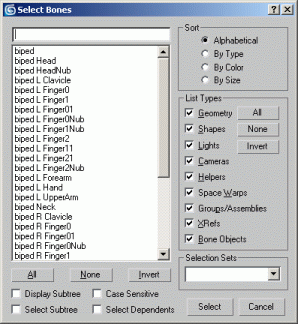 Select Bones
biped
biped Head
biped HeadNub
biped L Clavicle
biped L Finger0
biped L Finger1
biped L Finger01
biped L Finger0Nub
biped L Finger1Nub
biped L Finger2
biped L Finger11
biped L Finger21
biped L Finger2Nub
biped L Forearm
biped L Hand
biped L UpperArm
biped Neck
biped R Clavicle
biped R Finger0
biped R Finger01
biped R Finger0Nub
biped R Finger1
All None Invert
Display Subtree Case Sensitive
Select Subtree Select Dependents
Sort
Alphabetical
By Type
By Color
By Size
List Types
Geometry All
Shapes None
Lights Invert
Cameras
Helpers
Space Warps
Groups/Assemblies
XRefs
Bone Objects
Selection Sets
Select Cancel